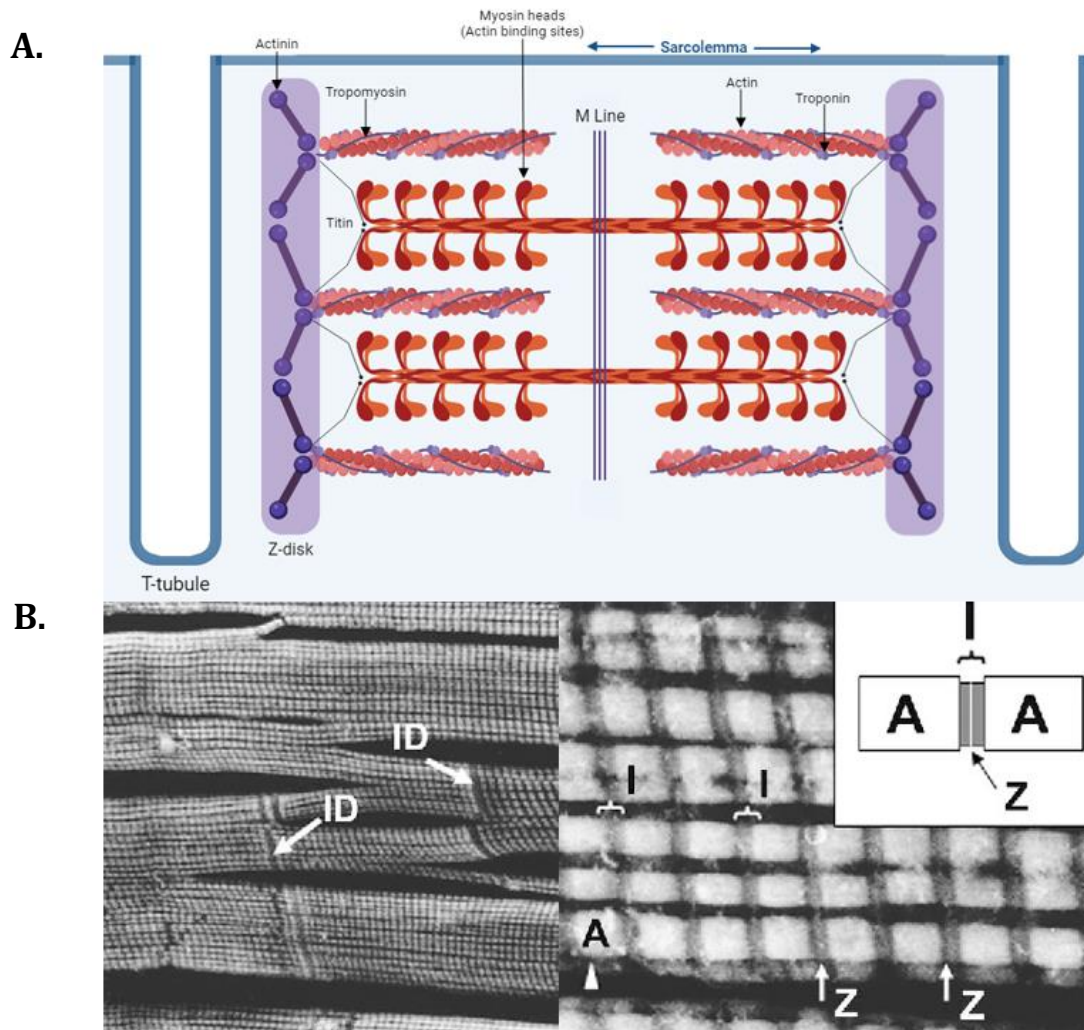 A.
Myosin heads
(Actin binding sites)
Actinin
Sarcolemma
Tropomyosin
Actin
Troponin
M Line
Titin
Z-disk
T-tubule
B.
ID
ID
I
I
A
Z
Z
I
A
A
Z